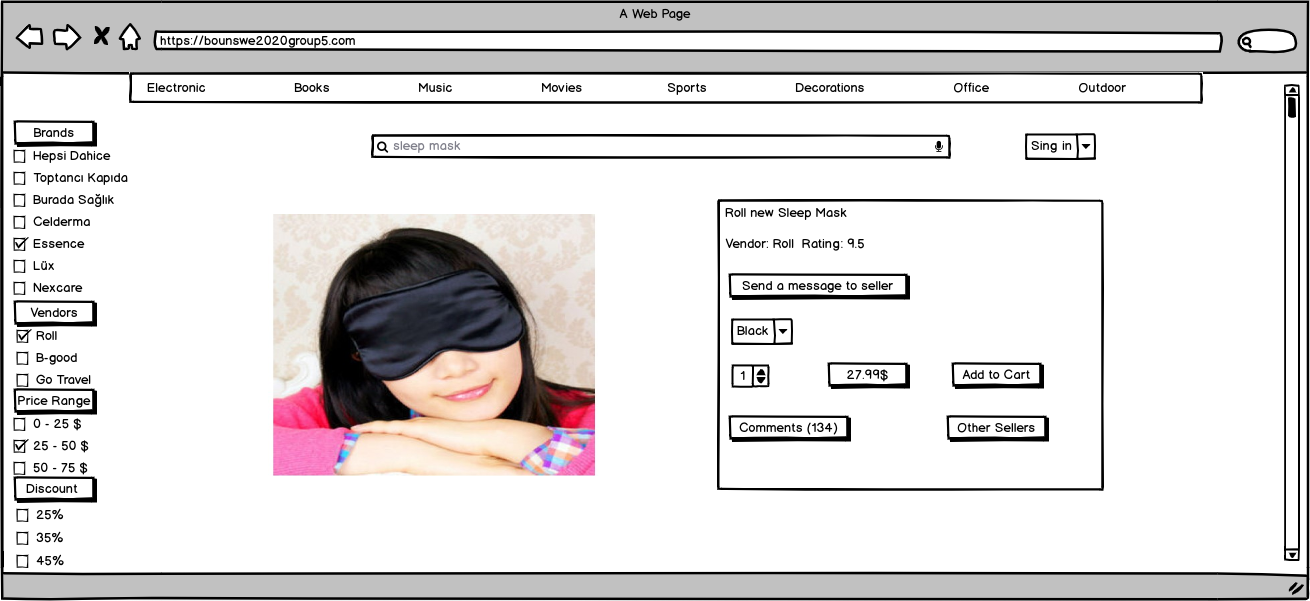 A Web Page
https://bounswe2020group5.com
Electronic Books Music Movies Sports Decorations Office Outdoor
sleep mask
Sing in
Brands
Hepsi Dahice
Toptancı Kapıda
Burada Sağlık
Celderma
Essence
Lüx
Nexcare
Vendors
Roll
B-good
Go Travel
Price Range
0 - 25 $
25 - 50 $
50 - 75 $
Discount
25%
35%
45%
Roll new Sleep Mask
Vendor: Roll Rating: 9.5
Send a message to seller
Black
1 27.99$ Add to Cart
Comments (134) Other Sellers